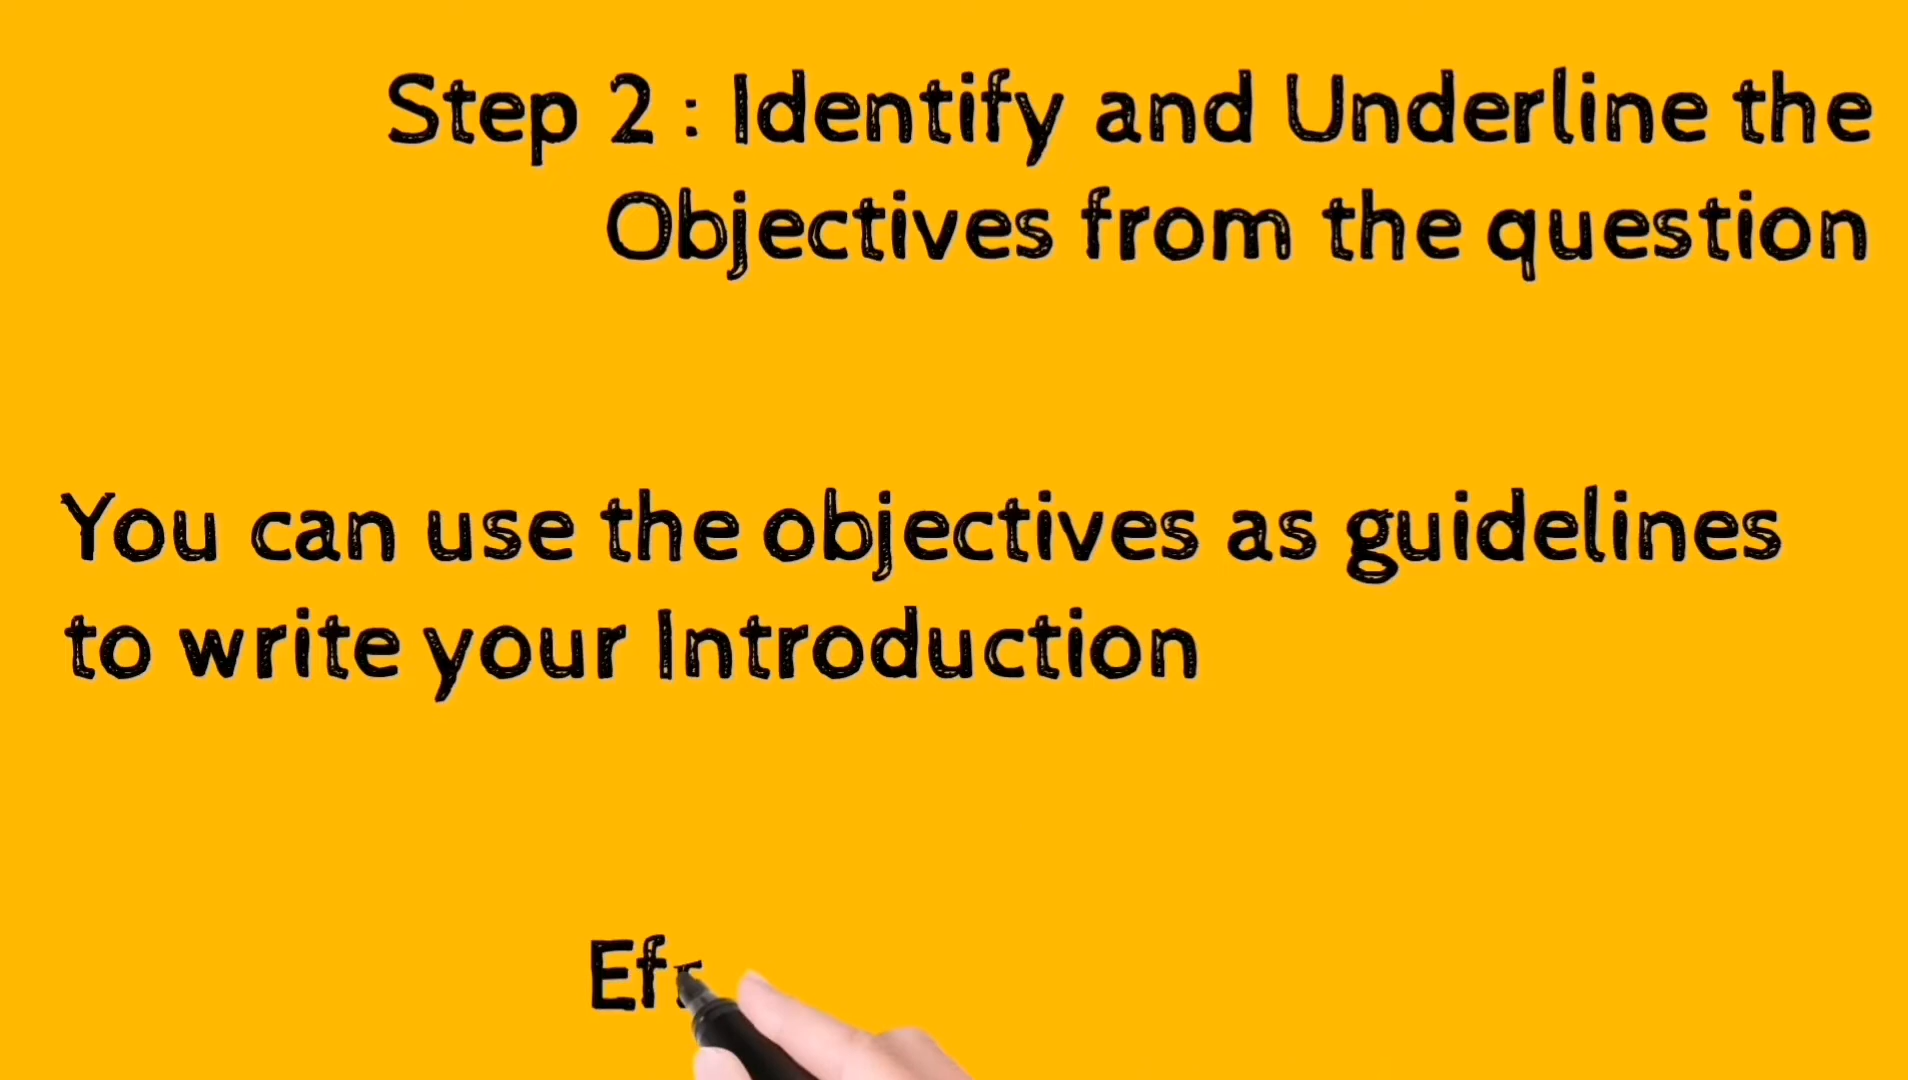 Step 2 : Identify and Underline the
Objectives from the question
You can use the objectives as guidelines
to write your Introduction